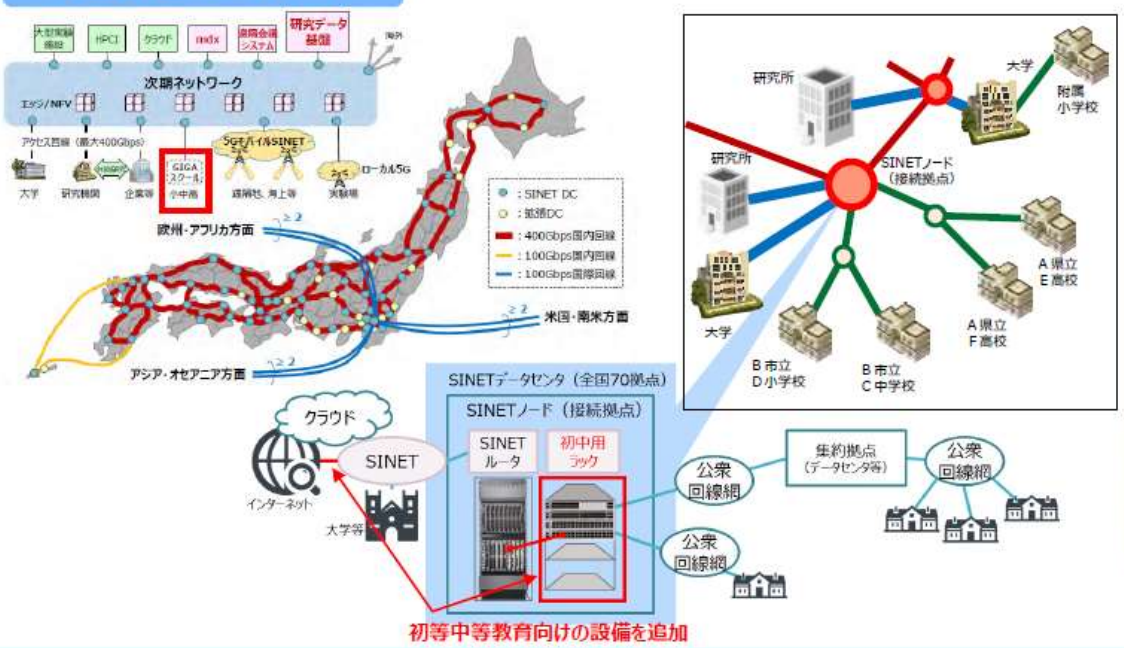 大型実験
施設
HPCI
クラウド
mdx
遠隔会議
システム
研究データ
基盤
海外
次期ネットワーク
エッジ/NFV
アクセス回線（最大400Gbps）
5GモバイルSINET
ローカル5G
大学
研究機関
企業等
GIGA
スクール
小中高
遠隔地、海上等
実験場
欧州・アフリカ方面
≥2
米国・南米方面
≥2
アジア・オセアニア方面
≥2
：SINET DC
：拡張DC
：400Gbps国内回線
：100Gbps国内回線
：100Gbps国際回線
研究所
大学
附属
小学校
研究所
SINETノード
（接続拠点）
大学
A県立
E高校
A県立
F高校
B市立
D小学校
B市立
C中学校
SINETデータセンタ（全国70拠点）
SINETノード（接続拠点）
SINET
ルータ
初中用
ラック
クラウド
SINET
インターネット
大学等
公衆
回線網
集約拠点
（データセンタ等）
公衆
回線網
公衆
回線網
初等中等教育向けの設備を追加